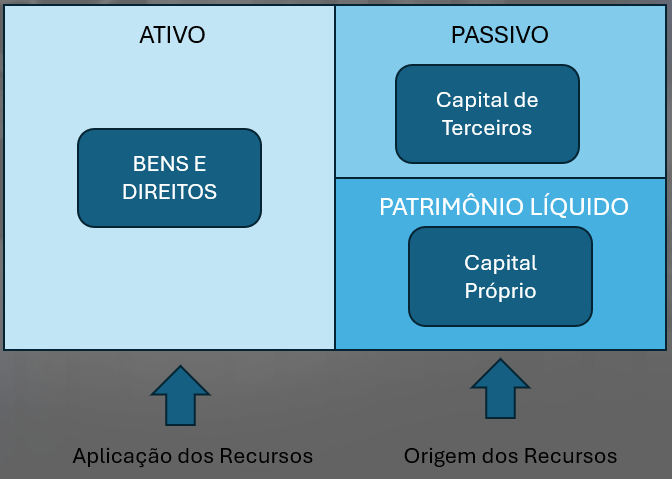 ATIVO
BENS E
DIREITOS
PASSIVO
Capital de
Terceiros
PATRIMÔNIO LÍQUIDO
Capital
Próprio
Aplicação dos Recursos
Origem dos Recursos